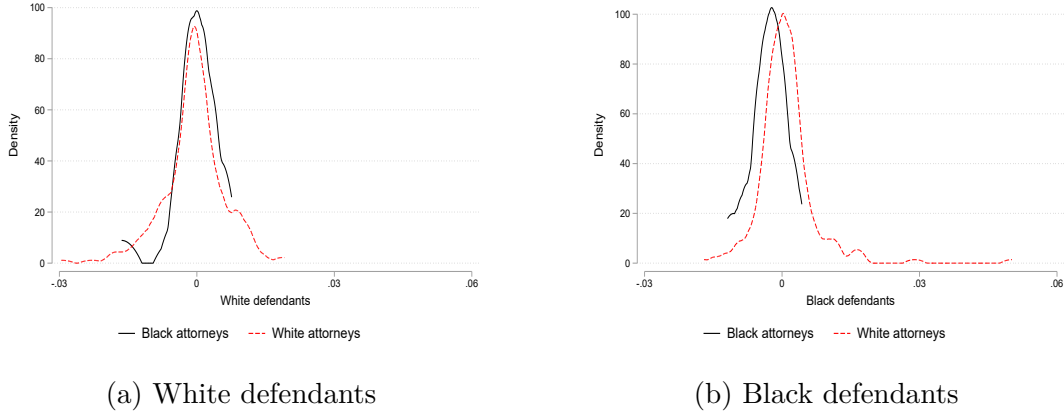 100
80
60
40
20
0
Density
-.03 0 .03 .06
White defendants
Black attorneys White attorneys
(a) White defendants
100
80
60
40
20
0
Density
-.03 0 .03 .06
Black defendants
Black attorneys White attorneys
(b) Black defendants